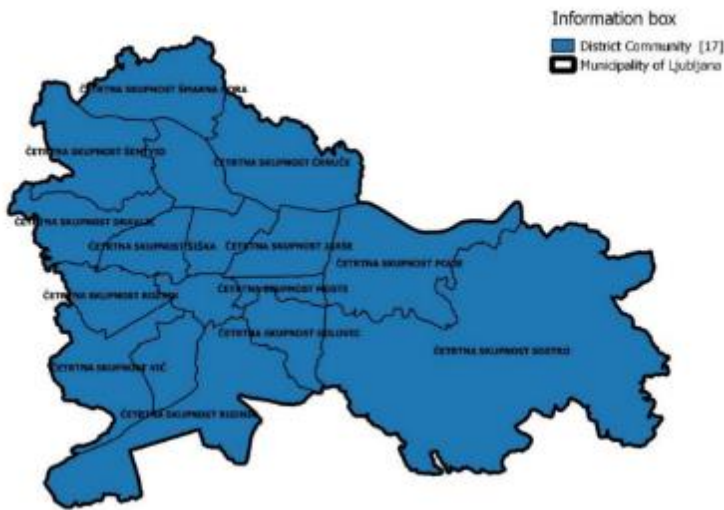 Information box
District Community [17]
Municipality of Ljubljana
ČETRTNA SKUPNOST ŠMARNA GORA
ČETRTNA SKUPNOST ŠENTVID
ČETRTNA SKUPNOST ČRNUČE
ČETRTNA SKUPNOST DRAVLJE
ČETRTNA SKUPNOST ŠIŠKA
ČETRTNA SKUPNOST JARŠE
ČETRTNA SKUPNOST POLJE
ČETRTNA SKUPNOST ROŽNIK
ČETRTNA SKUPNOST MOSTE
ČETRTNA SKUPNOST GOLOVEC
ČETRTNA SKUPNOST SOSTRO
ČETRTNA SKUPNOST VIČ
ČETRTNA SKUPNOST RUDNIK